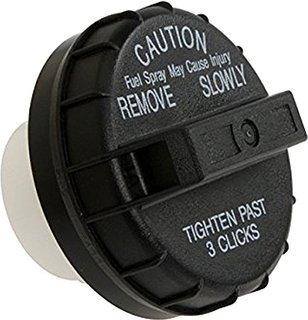 CAUTION
Fuel Spray May Cause Injury
REMOVE SLOWLY
TIGHTEN PAST
3 CLICKS